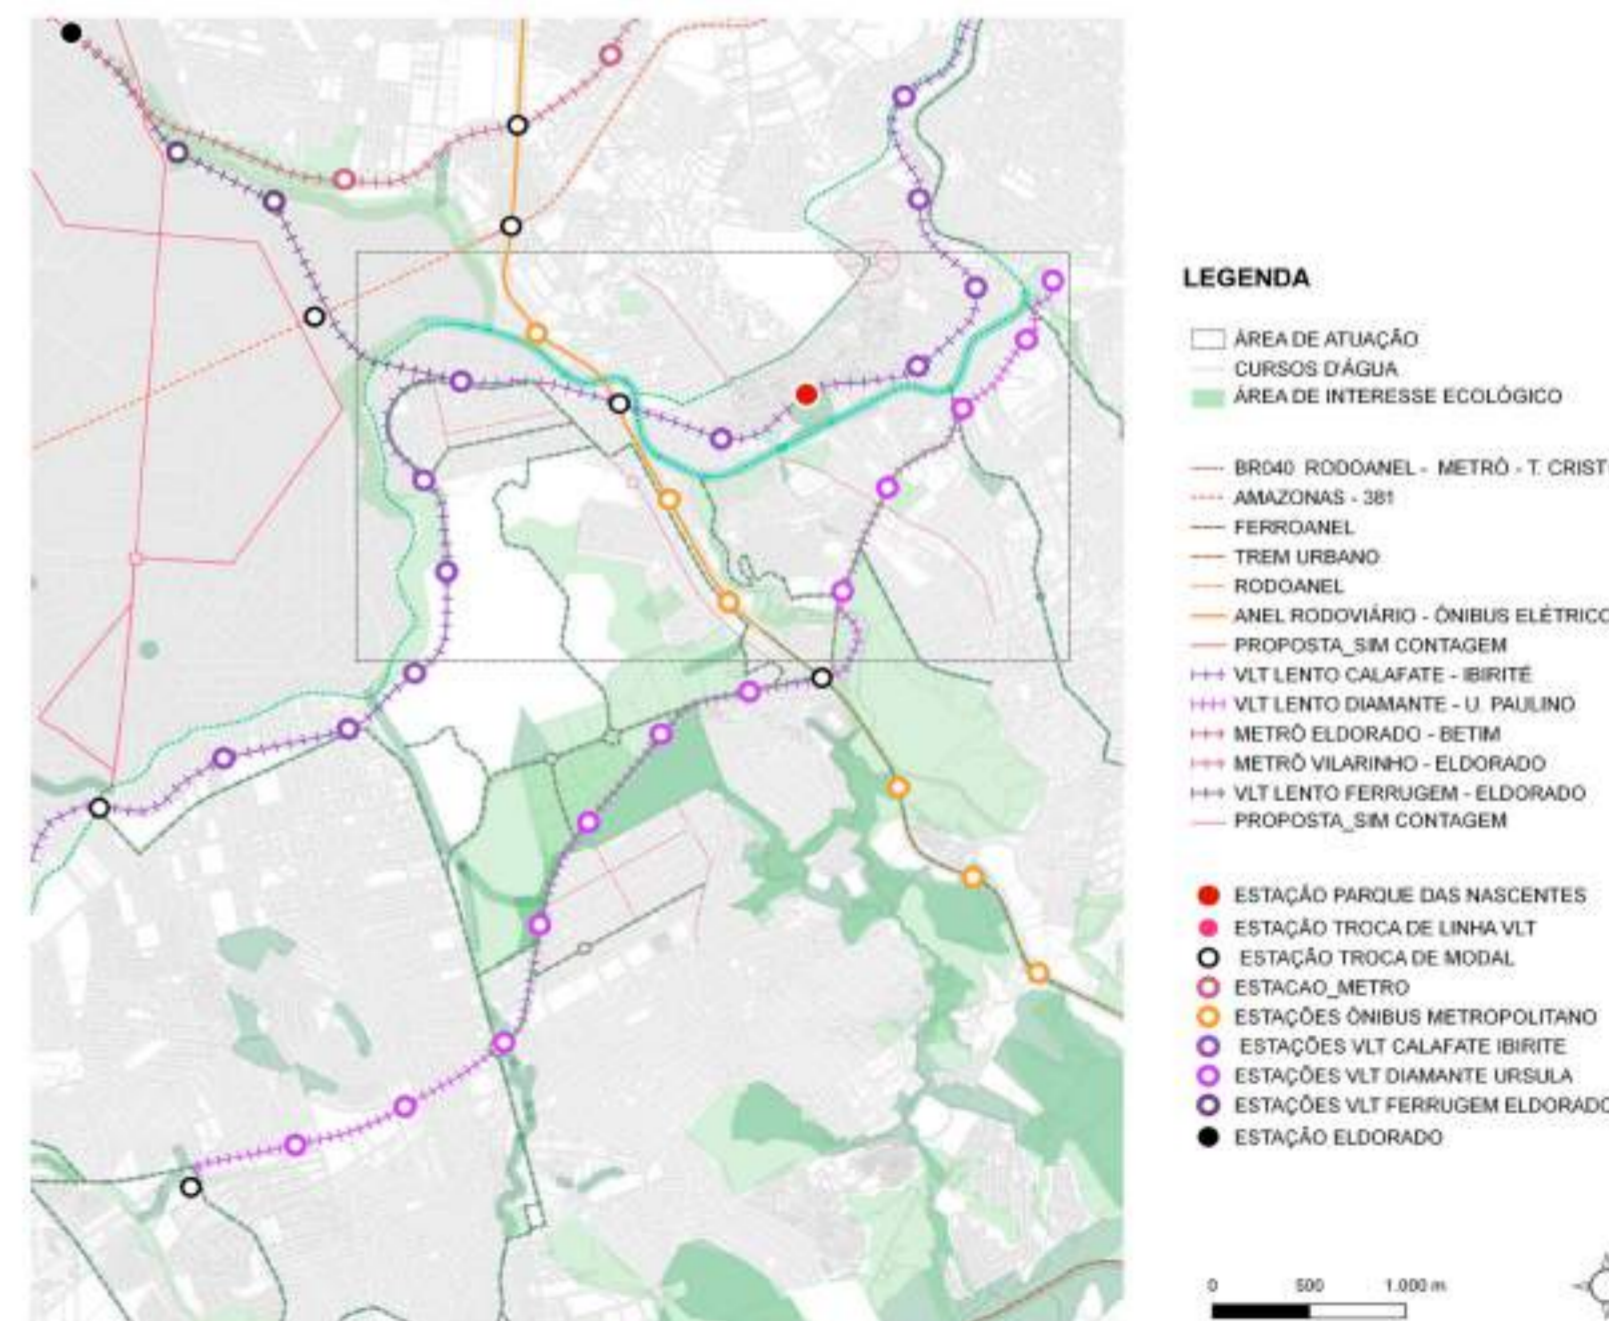 LEGENDA
ÁREA DE ATUAÇÃO
CURSOS D'ÁGUA
ÁREA DE INTERESSE ECOLÓGICO
BR040 RODOANEL - METRÔ - T. CRIST
AMAZONAS - 381
FERROANEL
TREM URBANO
RODOANEL
ANEL RODOVIÁRIO - ÔNIBUS ELÉTRICO
PROPOSTA_SIM CONTAGEM
VLT LENTO CALAFATE - IBIRITÉ
VLT LENTO DIAMANTE - U. PAULINO
METRÔ ELDORADO - BETIM
METRÔ VILARINHO - ELDORADO
VLT LENTO FERRUGEM - ELDORADO
PROPOSTA_SIM CONTAGEM
ESTAÇÃO PARQUE DAS NASCENTES
ESTAÇÃO TROCA DE LINHA VLT
ESTAÇÃO TROCA DE MODAL
ESTACAO_METRO
ESTAÇÕES ÔNIBUS METROPOLITANO
ESTAÇÕES VLT CALAFATE IBIRITE
ESTAÇÕES VLT DIAMANTE URSULA
ESTAÇÕES VLT FERRUGEM ELDORADO
ESTAÇÃO ELDORADO
0 500 1.000 m